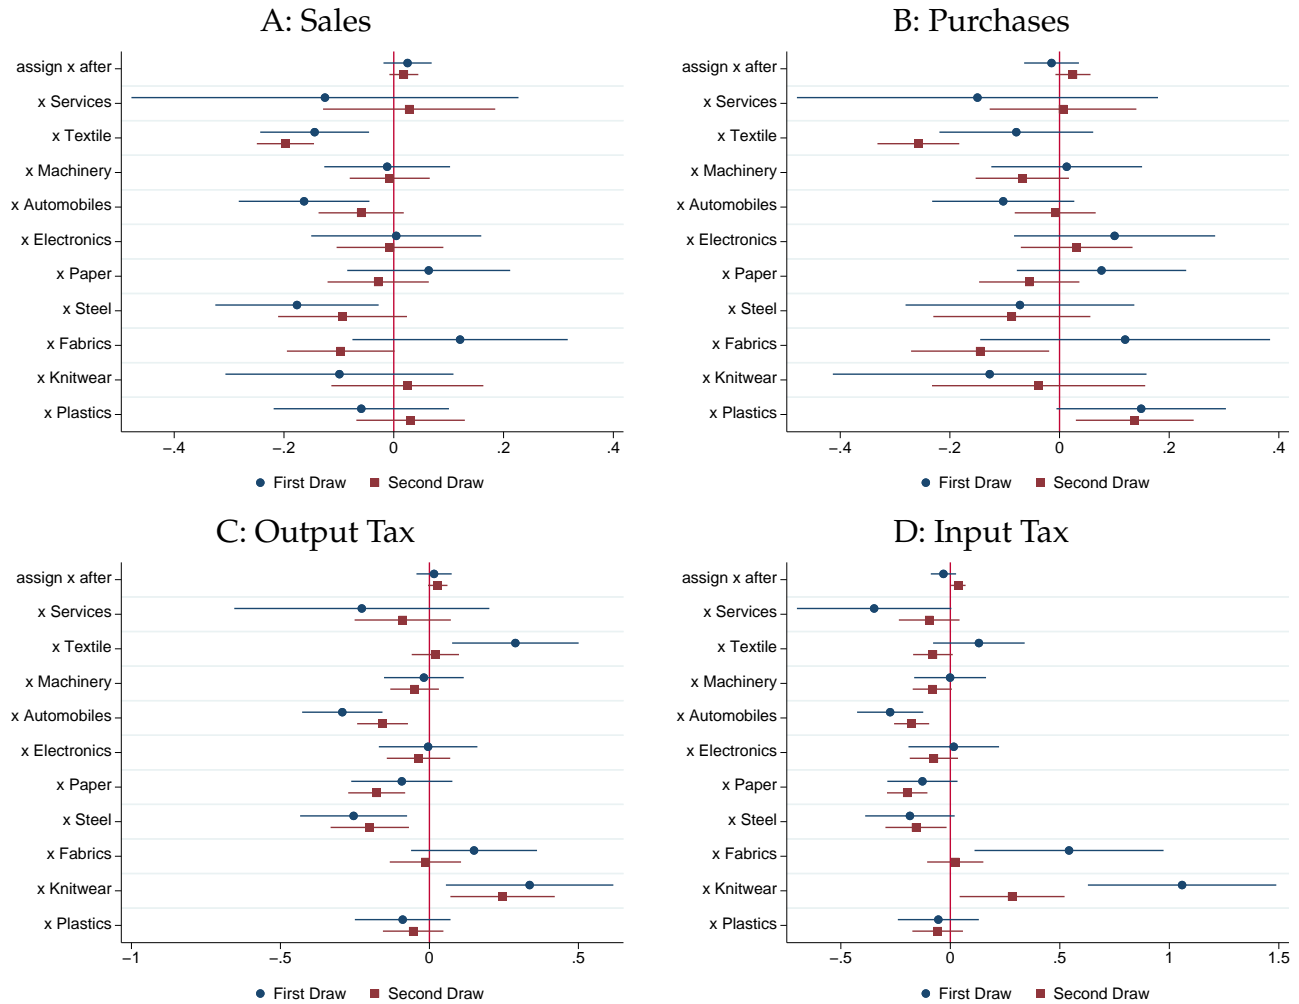 A: Sales
assign x after
x Services
x Textile
x Machinery
x Automobiles
x Electronics
x Paper
x Steel
x Fabrics
x Knitwear
x Plastics
−.4 −.2 0 .2 .4
First Draw Second Draw
B: Purchases
assign x after
x Services
x Textile
x Machinery
x Automobiles
x Electronics
x Paper
x Steel
x Fabrics
x Knitwear
x Plastics
−.4 −.2 0 .2 .4
First Draw Second Draw
C: Output Tax
assign x after
x Services
x Textile
x Machinery
x Automobiles
x Electronics
x Paper
x Steel
x Fabrics
x Knitwear
x Plastics
−1 −.5 0 .5
First Draw Second Draw
D: Input Tax
assign x after
x Services
x Textile
x Machinery
x Automobiles
x Electronics
x Paper
x Steel
x Fabrics
x Knitwear
x Plastics
−.5 0 .5 1 1.5
First Draw Second Draw